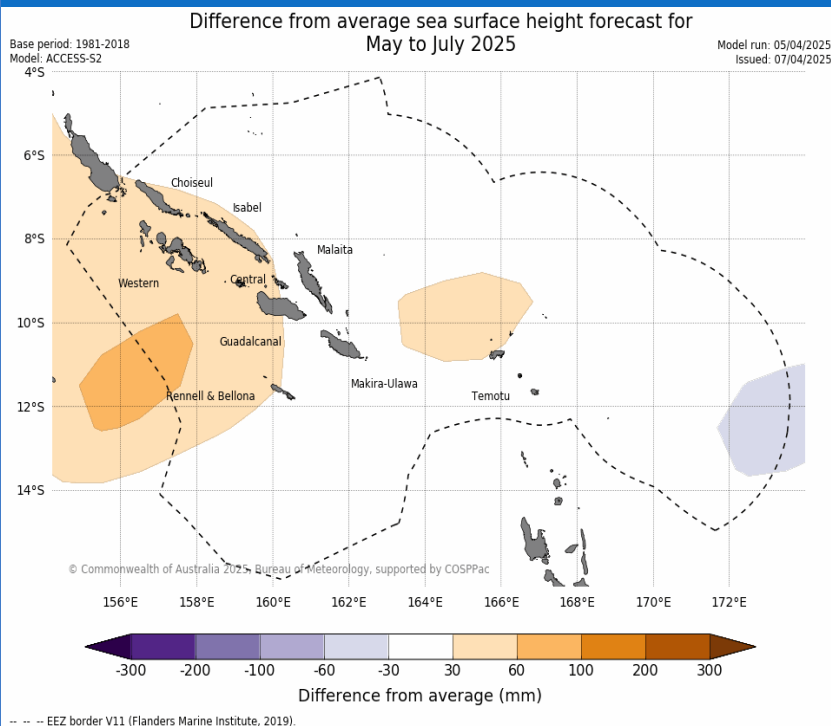 Difference from average sea surface height forecast for
May to July 2025
Base period: 1981-2018
Model: ACCESS-S2
Model run: 05/04/2025
Issued: 07/04/2025
4°S
6°S
Choiseul
Isabel
8°S
Malaita
Western
Central
10°S
Guadalcanal
Makira-Ulawa
Rennell & Bellona
Temotu
12°S
14°S
© Commonwealth of Australia 2025, Bureau of Meteorology, supported by COSPPac
156°E 158°E 160°E 162°E 164°E 166°E 168°E 170°E 172°E
-300 -200 -100 -60 -30 30 60 100 200 300
Difference from average (mm)
-- -- -- EEZ border V11 (Flanders Marine Institute, 2019).